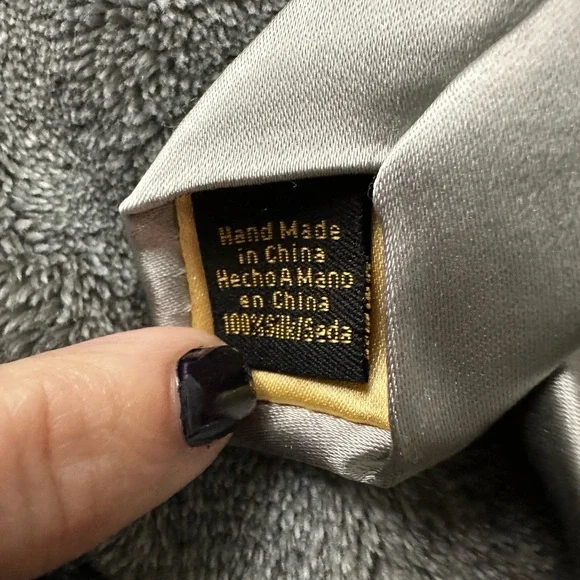 Hand Made
in China
Hecho A Mano
en China
100%Silk/Seda